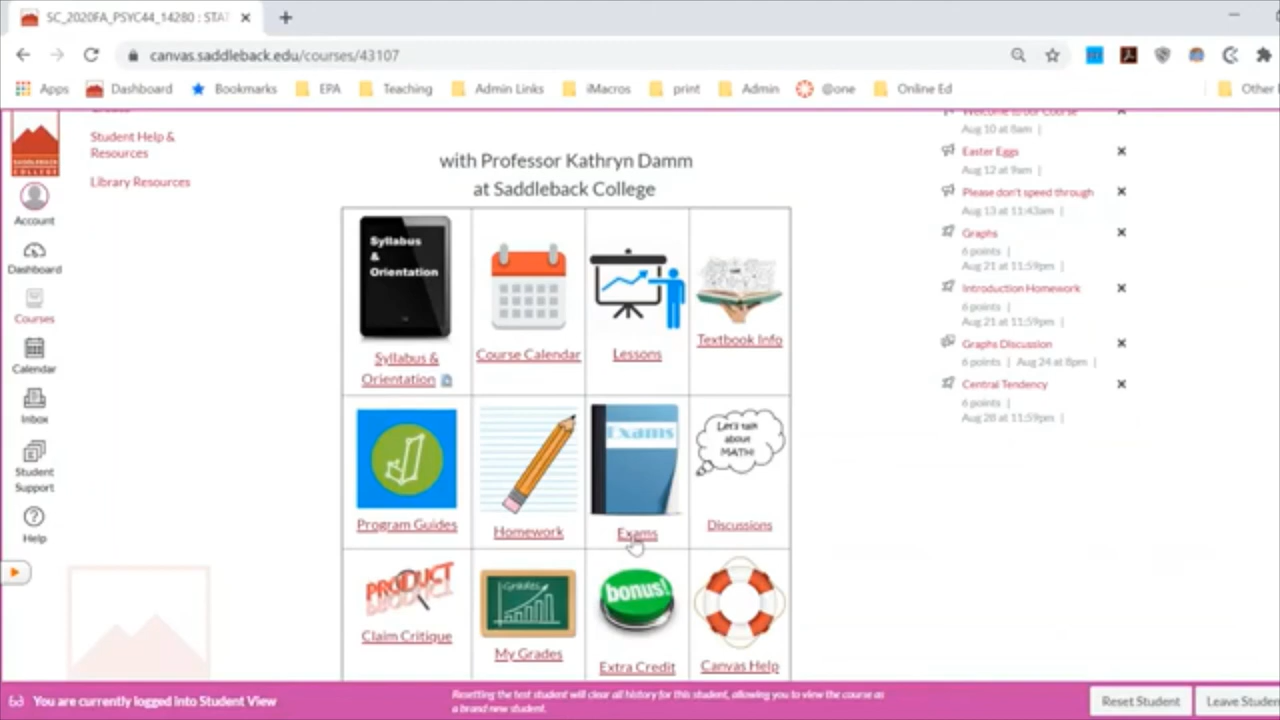 SC_2020FA_PSYC44_14280 : STAT
canvas.saddleback.edu/courses/43107
Apps
Dashboard
Bookmarks
EPA
Teaching
Admin Links
iMacros
print
Admin
@one
Online Ed
Other
SADDLEBACK
COLLEGE
Account
Dashboard
Courses
Calendar
Inbox
Student
Support
Help
Student Help &
Resources
Library Resources
with Professor Kathryn Damm
at Saddleback College
Syllabus
&
Orientation
Syllabus &
Orientation
Course Calendar
Lessons
Textbook Info
Program Guides
Homework
Exams
Exams
Let's talk
about
MATH!
Discussions
PRODUCT
Claim Critique
Grades
My Grades
bonus!
Extra Credit
Canvas Help
Welcome to our Course
Aug 10 at 8am |
Easter Eggs
Aug 12 at 9am |
Please don't speed through
Aug 13 at 11:43am |
Graphs
6 points |
Aug 21 at 11:59pm |
Introduction Homework
6 points |
Aug 21 at 11:59pm |
Graphs Discussion
6 points | Aug 24 at 8pm |
Central Tendency
6 points |
Aug 28 at 11:59pm |
You are currently logged into Student View
Resetting the test student will clear all history for this student, allowing you to view the course as
a brand new student.
Reset Student
Leave Studen